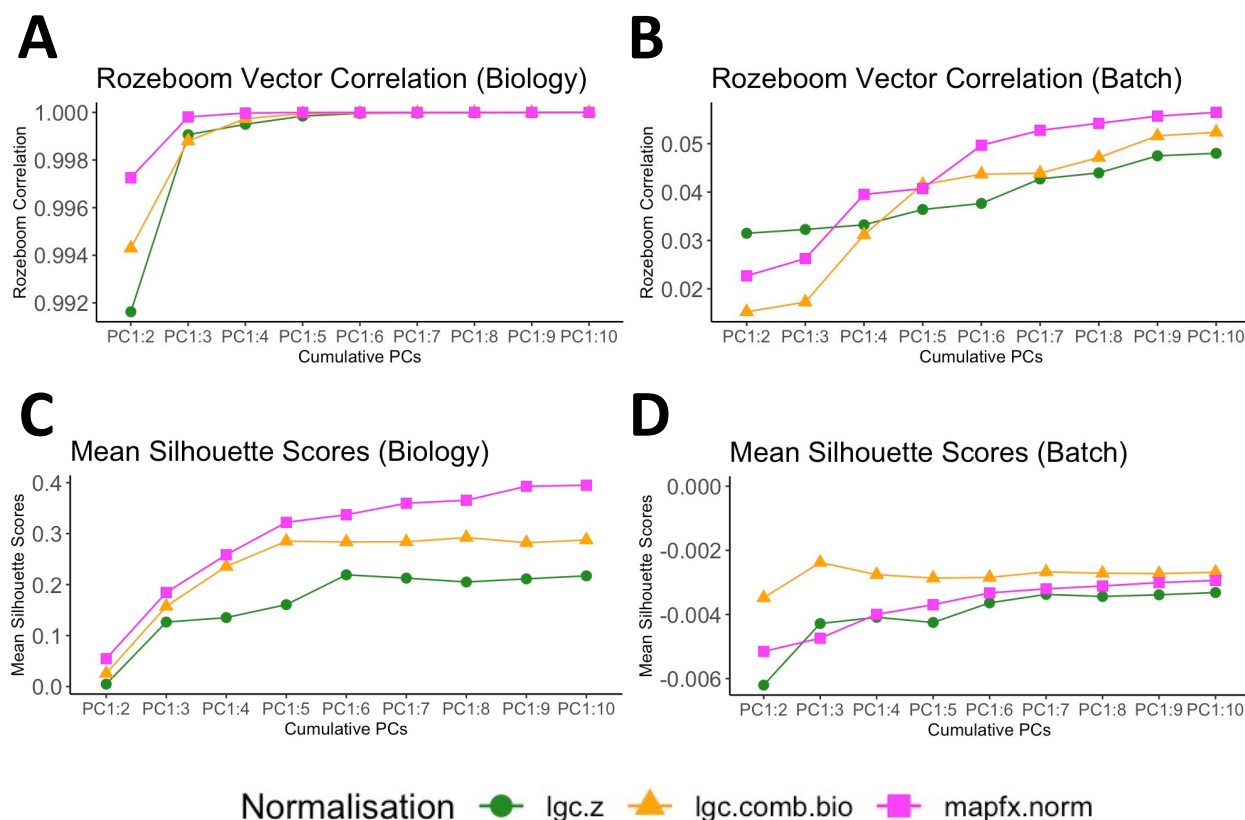 A
Rozeboom Vector Correlation (Biology)
Rozeboom Correlation
1.000
0.998
0.996
0.994
0.992
PC1:2 PC1:3 PC1:4 PC1:5 PC1:6 PC1:7 PC1:8 PC1:9 PC1:10
Cumulative PCs
B
Rozeboom Vector Correlation (Batch)
Rozeboom Correlation
0.05
0.04
0.03
0.02
PC1:2 PC1:3 PC1:4 PC1:5 PC1:6 PC1:7 PC1:8 PC1:9 PC1:10
Cumulative PCs
C
Mean Silhouette Scores (Biology)
Mean Silhouette Scores
0.4
0.3
0.2
0.1
0.0
PC1:2 PC1:3 PC1:4 PC1:5 PC1:6 PC1:7 PC1:8 PC1:9 PC1:10
Cumulative PCs
D
Mean Silhouette Scores (Batch)
Mean Silhouette Scores
0.000
-0.002
-0.004
-0.006
PC1:2 PC1:3 PC1:4 PC1:5 PC1:6 PC1:7 PC1:8 PC1:9 PC1:10
Cumulative PCs
Normalisation lgc.z lgc.comb.bio mapfx.norm